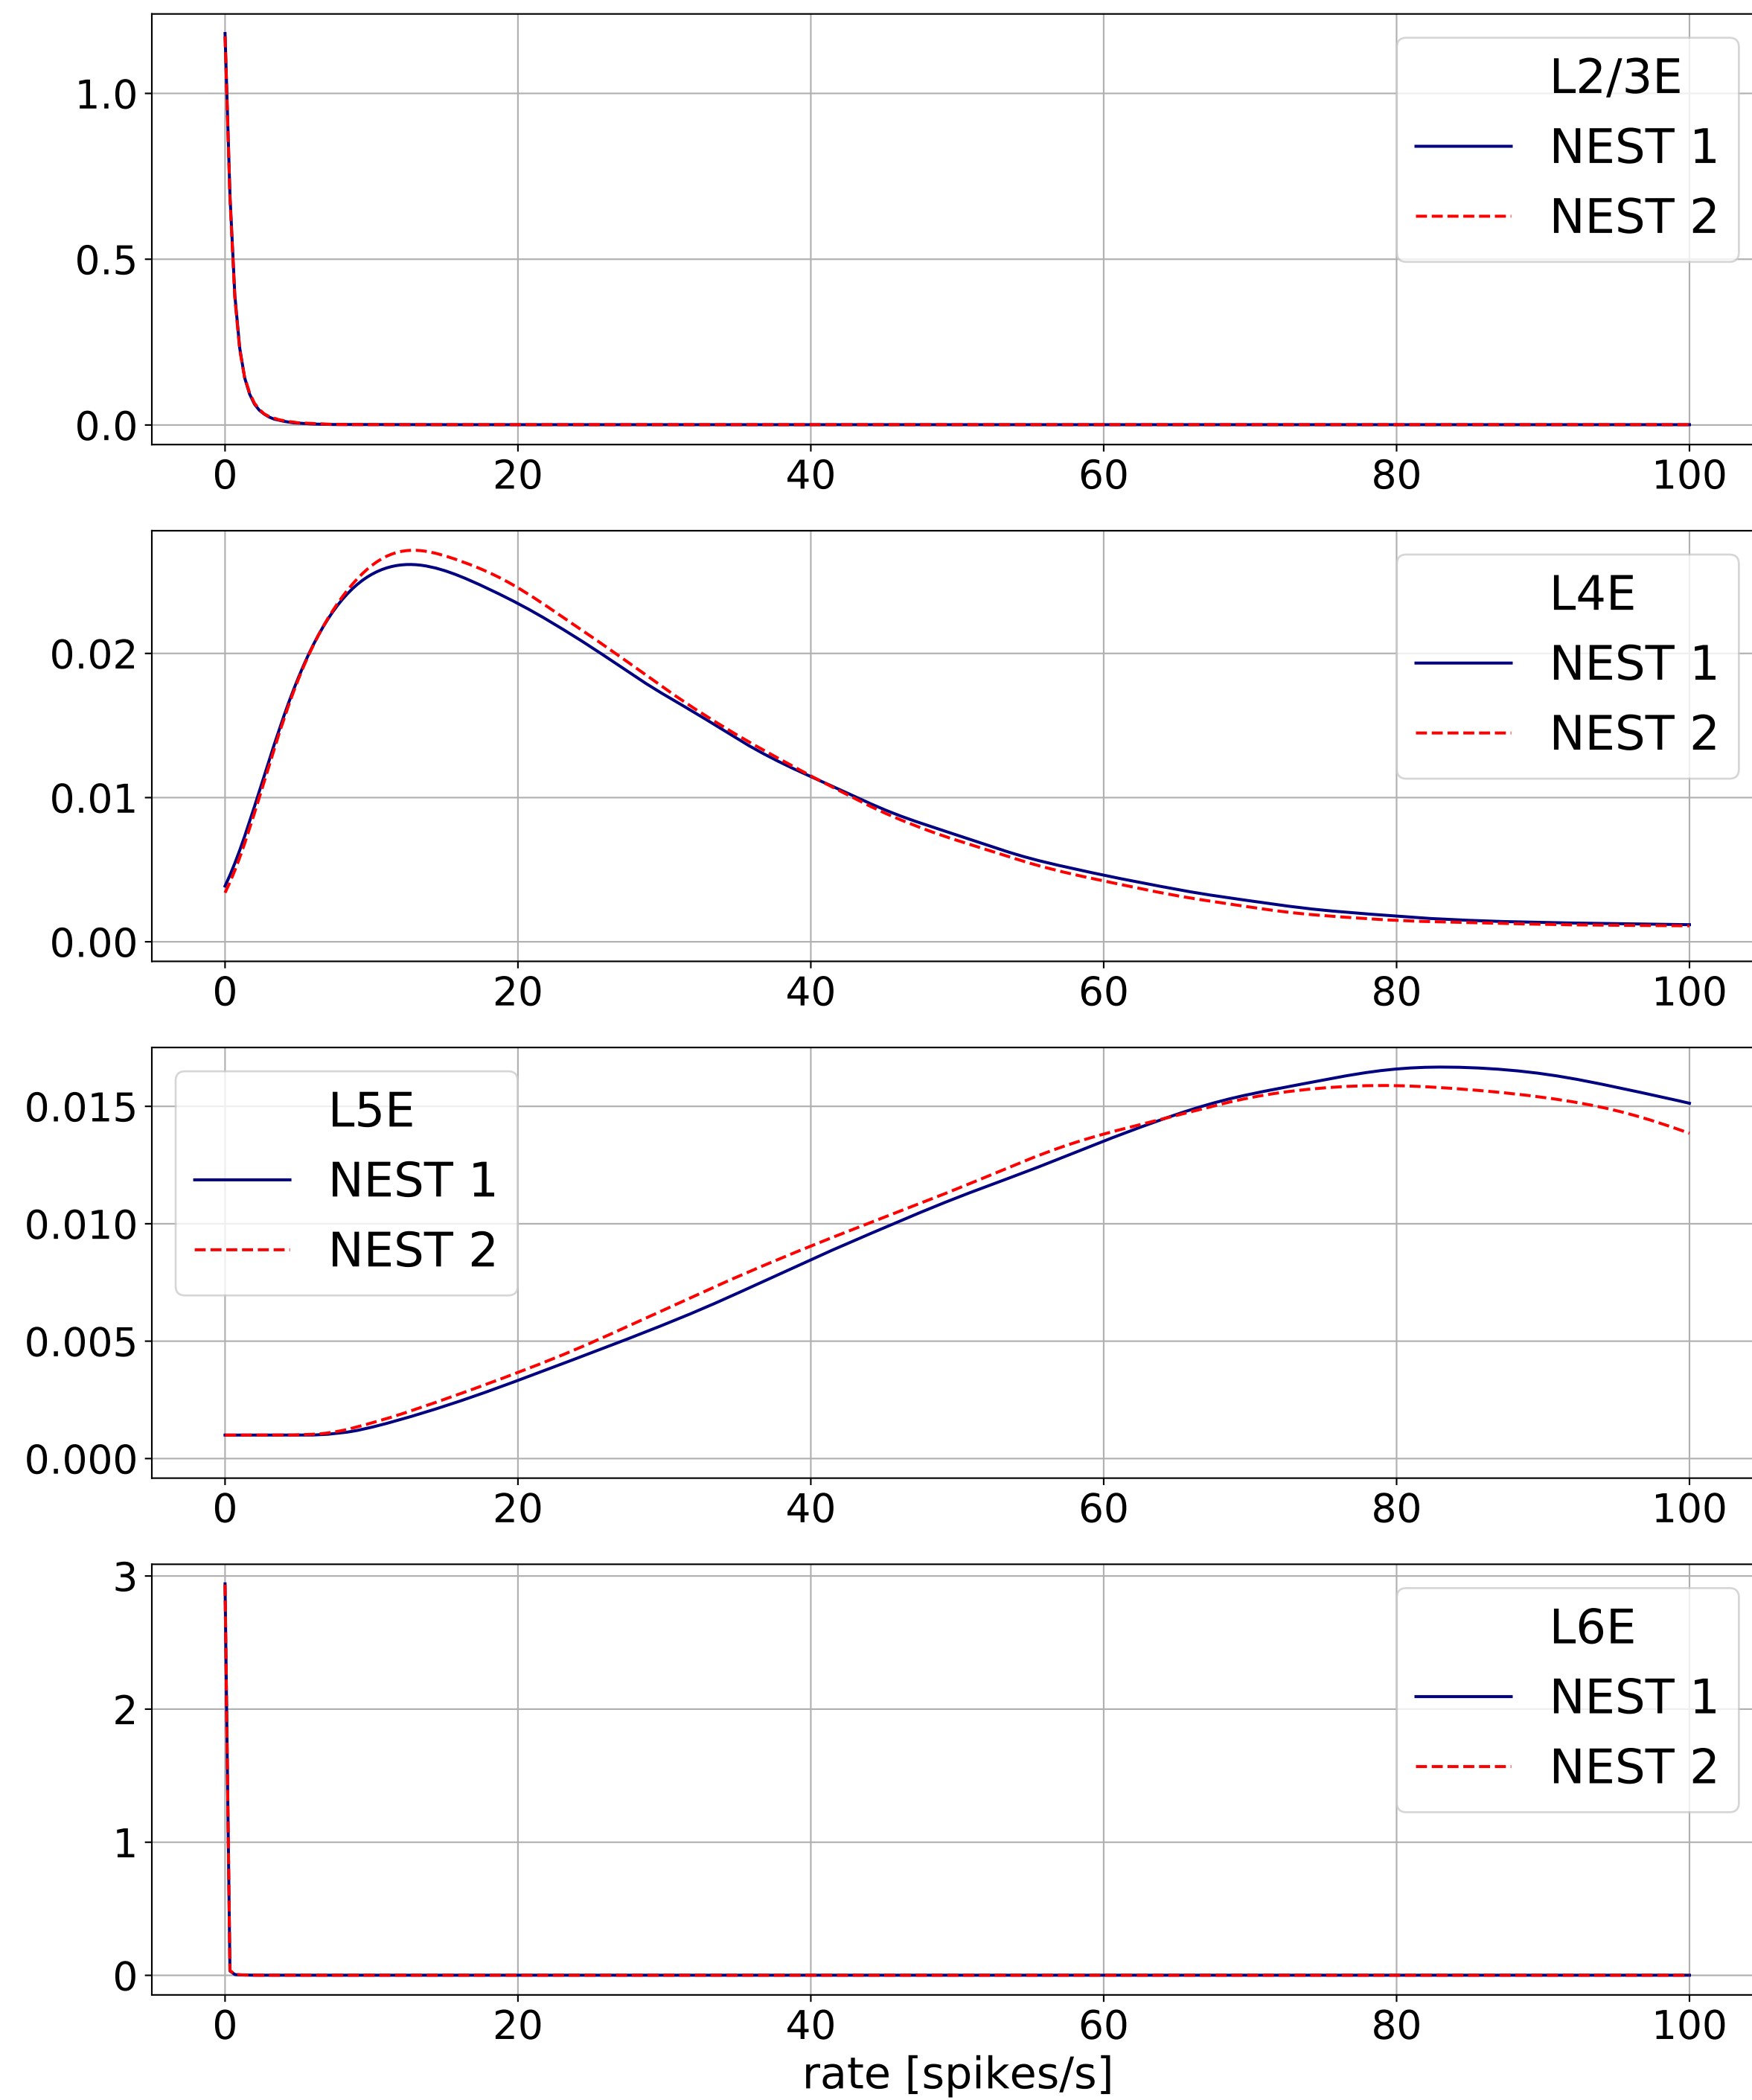 1.0
0.5
0.0
L2/3E
NEST 1
NEST 2
0 20 40 60 80 100
0.02
0.01
0.00
L4E
NEST 1
NEST 2
0 20 40 60 80 100
0.015
0.010
0.005
0.000
L5E
NEST 1
NEST 2
0 20 40 60 80 100
3
2
1
0
L6E
NEST 1
NEST 2
0 20 40 60 80 100
rate [spikes/s]